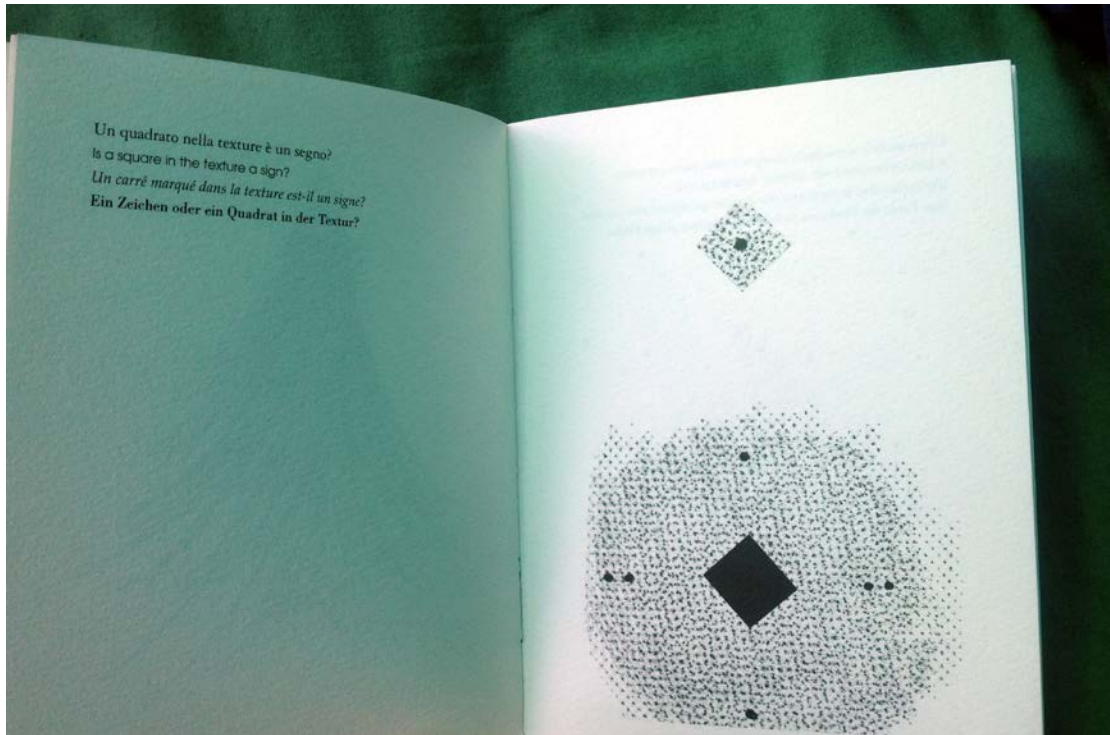 Un quadrato nella texture è un segno?
Is a square in the texture a sign?
Un carré marqué dans la texture est-il un signe?
Ein Zeichen oder ein Quadrat in der Textur?